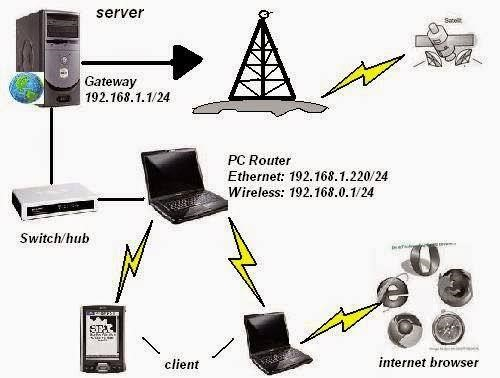 server
Satelit
Gateway
192.168.1.1/24
PC Router
Ethernet: 192.168.1.220/24
Wireless: 192.168.0.1/24
Switch/hub
client
internet browser